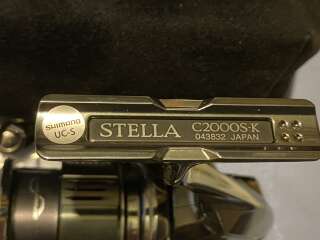 SHIMANO
UC-S
STELLA
C2000S-K
043832 JAPAN